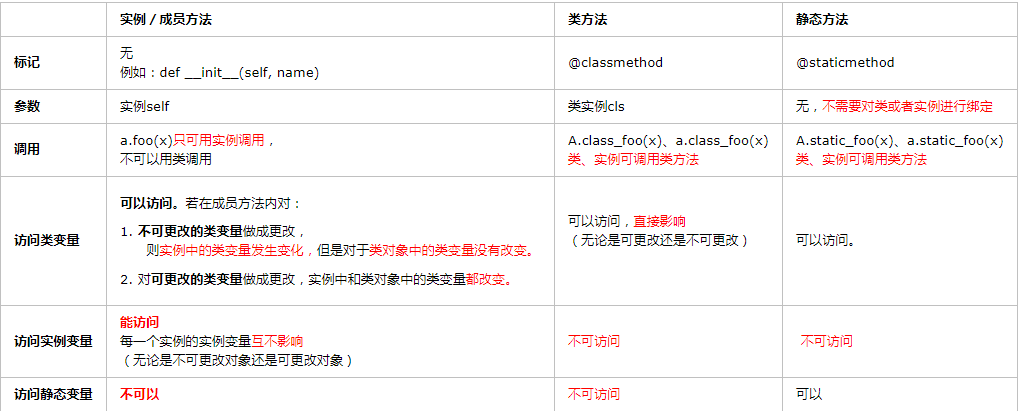 实例 / 成员方法 类方法 静态方法
标记 无
例如：def __init__(self, name) @classmethod @staticmethod
参数 实例self 类实例cls 无，不需要对类或者实例进行绑定
调用 a.foo(x)只可用实例调用，
不可以用类调用 A.class_foo(x)、a.class_foo(x)
类、实例可调用类方法 A.static_foo(x)、a.static_foo(x)
类、实例可调用类方法
访问类变量 可以访问。若在成员方法内对：
1. 不可更改的类变量做成更改，
则实例中的类变量发生变化，但是对于类对象中的类变量没有改变。
2. 对可更改的类变量做成更改，实例中和类对象中的类变量都改变。
可以访问，直接影响
（无论是可更改还是不可更改）
可以访问。
访问实例变量 能访问
每一个实例的实例变量互不影响
（无论是不可更改对象还是可更改对象）
不可访问 不可访问
访问静态变量 不可以 不可访问 可以